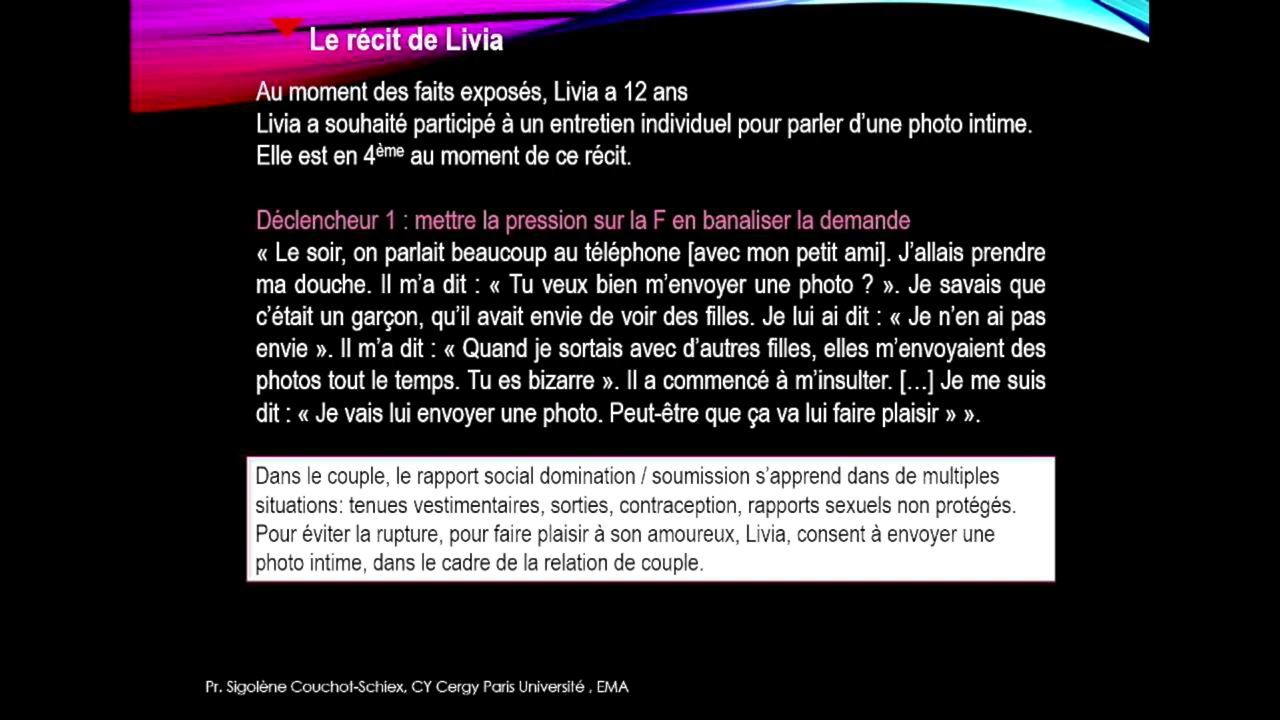 Le récit de Livia
Au moment des faits exposés, Livia a 12 ans
Livia a souhaité participé à un entretien individuel pour parler d’une photo intime.
Elle est en 4ème au moment de ce récit.
Déclencheur 1 : mettre la pression sur la F en banaliser la demande
« Le soir, on parlait beaucoup au téléphone [avec mon petit ami]. J’allais prendre
ma douche. Il m’a dit : « Tu veux bien m’envoyer une photo ? ». Je savais que
c’était un garçon, qu’il avait envie de voir des filles. Je lui ai dit : « Je n’en ai pas
envie ». Il m’a dit : « Quand je sortais avec d’autres filles, elles m’envoyaient des
photos tout le temps. Tu es bizarre ». Il a commencé à m’insulter. […] Je me suis
dit : « Je vais lui envoyer une photo. Peut-être que ça va lui faire plaisir » ».
Dans le couple, le rapport social domination / soumission s’apprend dans de multiples
situations: tenues vestimentaires, sorties, contraception, rapports sexuels non protégés.
Pour éviter la rupture, pour faire plaisir à son amoureux, Livia, consent à envoyer une
photo intime, dans le cadre de la relation de couple.
Pr. Sigolène Couchot-Schiex, CY Cergy Paris Université , EMA